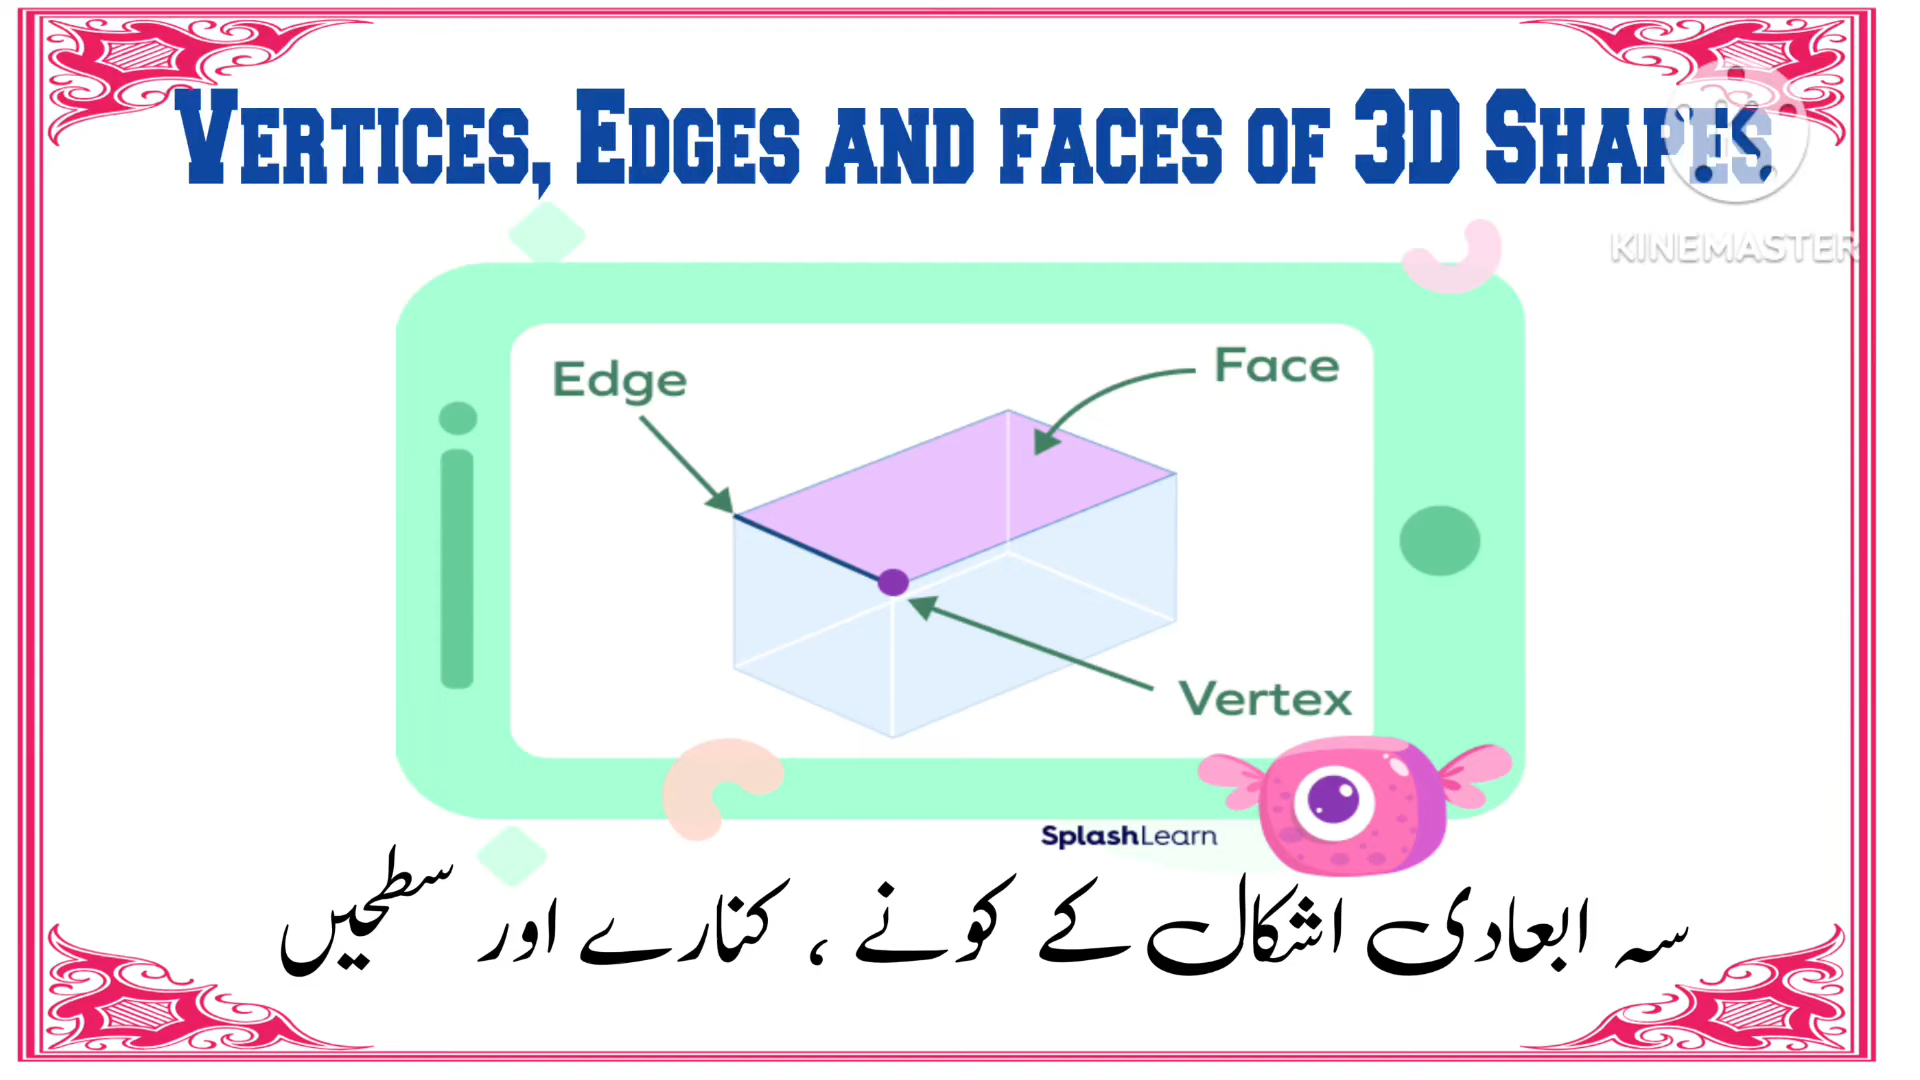 VERTICES, EDGES AND FACES OF 3D SHAPES
KINEMASTER
Edge
Face
Vertex
SplashLearn
سہ ابعادی اشکال کے کونے ، کنارے اور سطحیں